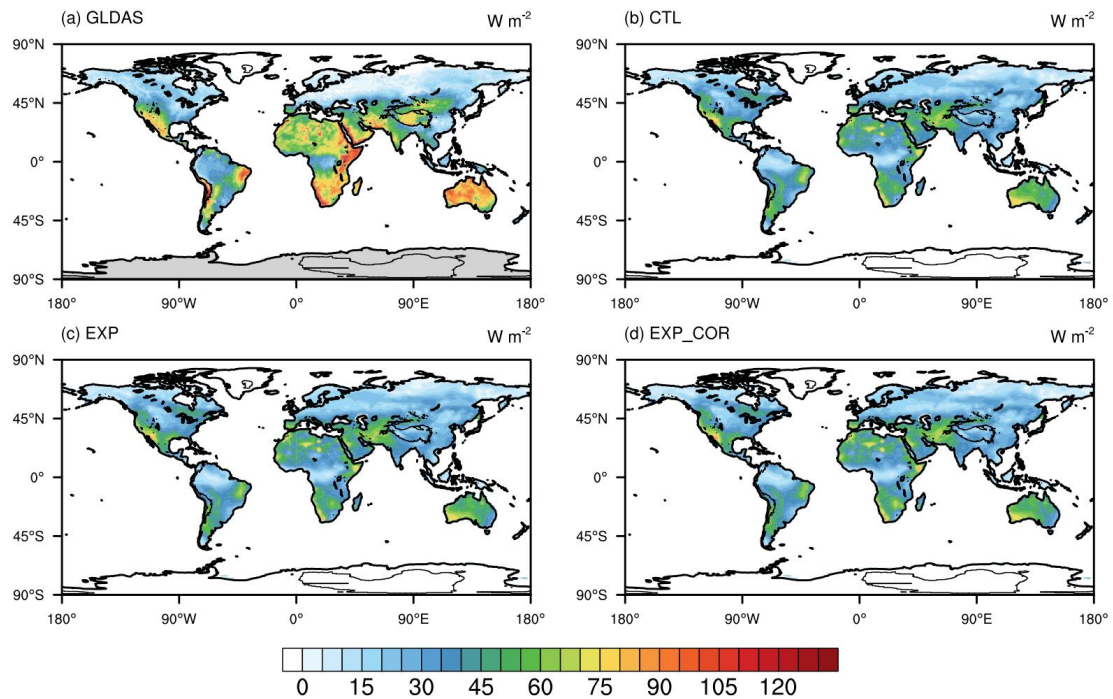 (a) GLDAS W m-2
(b) CTL W m-2
90°N
45°N
0°
45°S
90°S
180° 90°W 0° 90°E 180°
90°N
45°N
0°
45°S
90°S
180° 90°W 0° 90°E 180°
(c) EXP W m-2
(d) EXP_COR W m-2
90°N
45°N
0°
45°S
90°S
180° 90°W 0° 90°E 180°
90°N
45°N
0°
45°S
90°S
180° 90°W 0° 90°E 180°
0 15 30 45 60 75 90 105 120